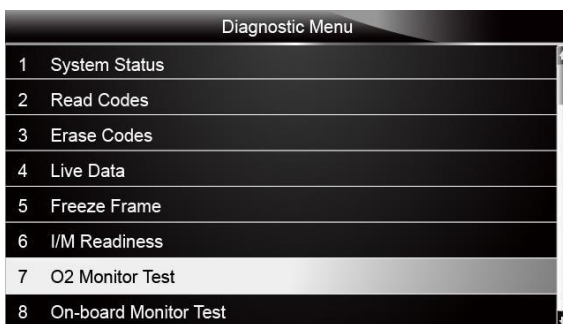 Diagnostic Menu
1 System Status
2 Read Codes
3 Erase Codes
4 Live Data
5 Freeze Frame
6 I/M Readiness
7 O2 Monitor Test
8 On-board Monitor Test